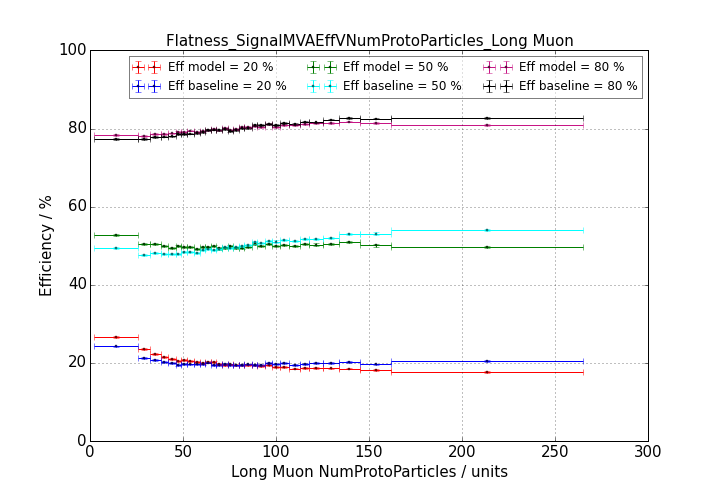 Flatness_SignalMVAEffVNumProtoParticles_Long Muon
Eff model = 20 % Eff model = 50 % Eff model = 80 %
Eff baseline = 20 % Eff baseline = 50 % Eff baseline = 80 %
100
80
60
40
20
0
Efficiency / %
0 50 100 150 200 250 300
Long Muon NumProtoParticles / units